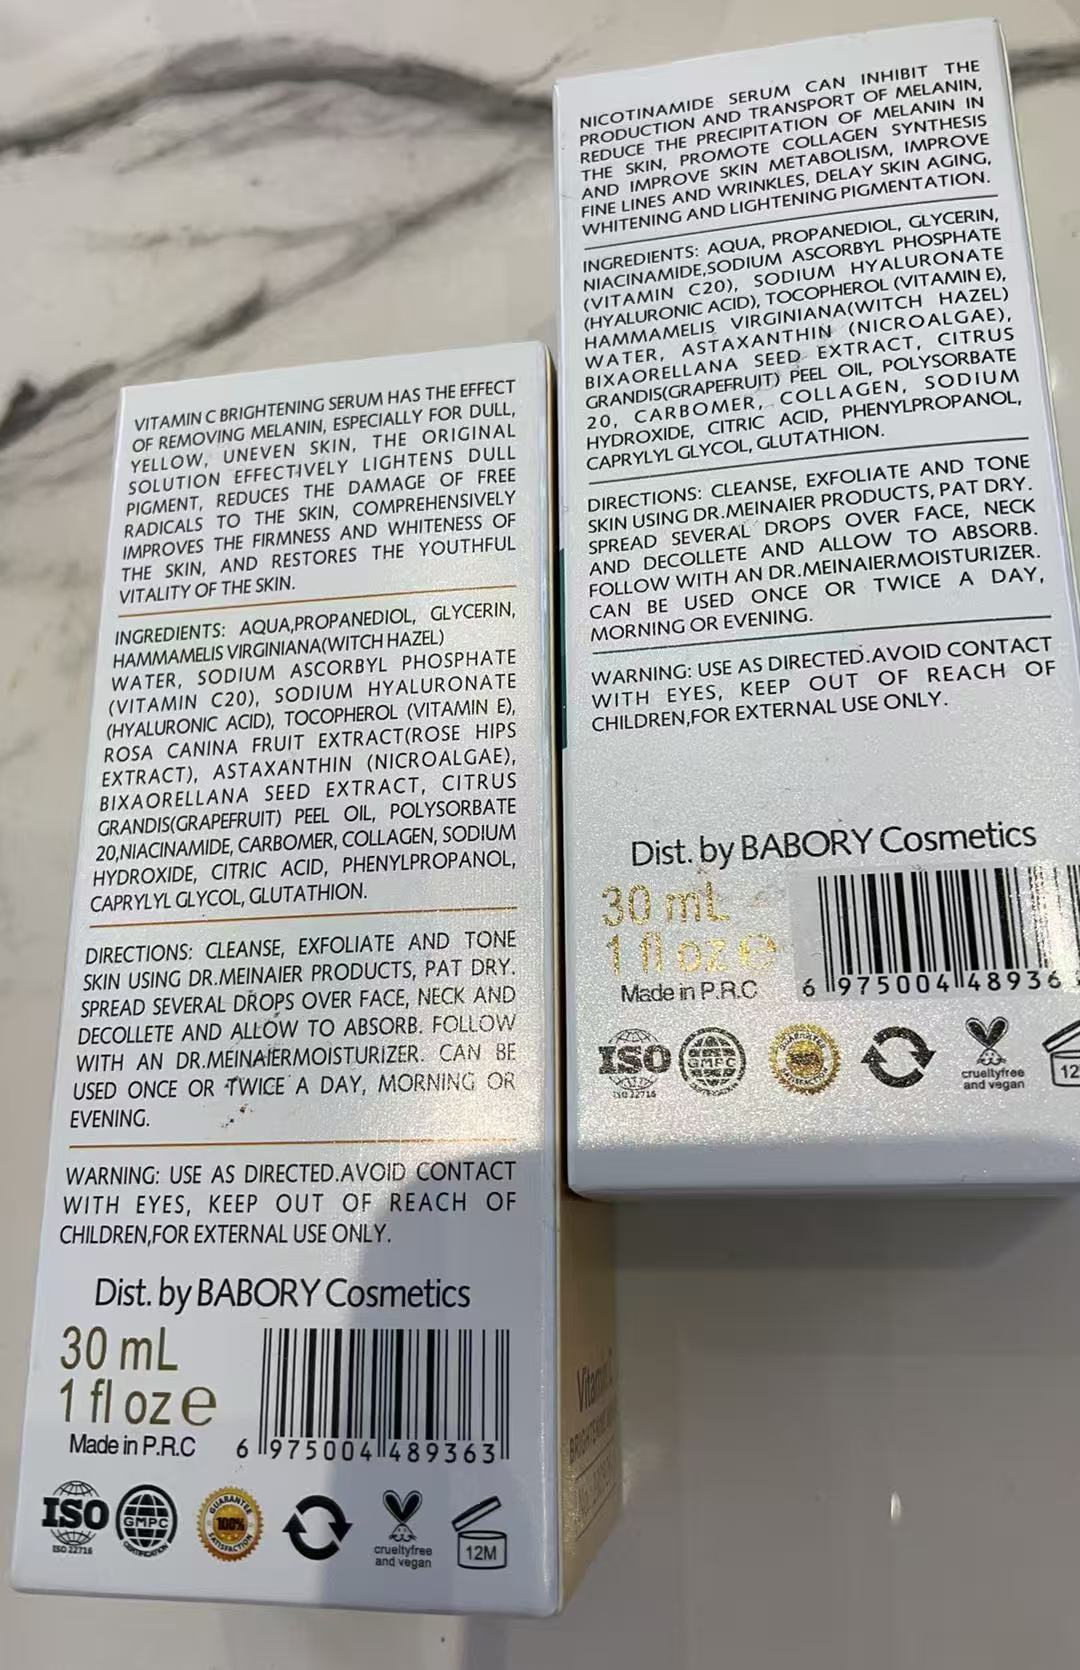 VITAMIN C BRIGHTENING SERUM HAS THE EFFECT
OF REMOVING MELANIN, ESPECIALLY FOR DULL,
YELLOW, UNEVEN SKIN, THE ORIGINAL
SOLUTION EFFECTIVELY LIGHTENS DULL
PIGMENT, REDUCES THE DAMAGE OF FREE
RADICALS TO THE SKIN, COMPREHENSIVELY
IMPROVES THE FIRMNESS AND WHITENESS OF
THE SKIN, AND RESTORES THE YOUTHFUL
VITALITY OF THE SKIN.
INGREDIENTS: AQUA,PROPANEDIOL, GLYCERIN,
HAMMAMELIS VIRGINIANA(WITCH HAZEL)
WATER, SODIUM ASCORBYL PHOSPHATE
(VITAMIN C20), SODIUM HYALURONATE
(HYALURONIC ACID), TOCOPHEROL (VITAMIN E),
ROSA CANINA FRUIT EXTRACT(ROSE HIPS
EXTRACT), ASTAXANTHIN (NICROALGAE),
BIXAORELLANA SEED EXTRACT, CITRUS
GRANDIS(GRAPEFRUIT) PEEL OIL, POLYSORBATE
20,NIACINAMIDE, CARBOMER, COLLAGEN, SODIUM
HYDROXIDE, CITRIC ACID, PHENYLPROPANOL,
CAPRYLYL GLYCOL, GLUTATHION.
DIRECTIONS: CLEANSE, EXFOLIATE AND TONE
SKIN USING DR.MEINAIER PRODUCTS, PAT DRY.
SPREAD SEVERAL DROPS OVER FACE, NECK AND
DECOLLETE AND ALLOW TO ABSORB. FOLLOW
WITH AN DR.MEINAIERMOISTURIZER. CAN BE
USED ONCE OR TWICE A DAY, MORNING OR
EVENING.
WARNING: USE AS DIRECTED.AVOID CONTACT
WITH EYES, KEEP OUT OF REACH OF
CHILDREN,FOR EXTERNAL USE ONLY.
Dist. by BABORY Cosmetics
30 mL
1 fl oz e
Made in P.R.C
6 975004 489363
ISO
ISO 22716
GMPC
CERTIFICATION
GUARANTEE
100%
SATISFACTION
crueltyfree
and vegan
12M
Vitamin
NICOTINAMIDE SERUM CAN INHIBIT THE
PRODUCTION AND TRANSPORT OF MELANIN,
REDUCE THE PRECIPITATION OF MELANIN IN
THE SKIN, PROMOTE COLLAGEN SYNTHESIS
AND IMPROVE SKIN METABOLISM, IMPROVE
FINE LINES AND WRINKLES, DELAY SKIN AGING,
WHITENING AND LIGHTENING PIGMENTATION.
INGREDIENTS: AQUA, PROPANEDIOL, GLYCERIN,
NIACINAMIDE,SODIUM ASCORBYL PHOSPHATE
(VITAMIN C20), SODIUM HYALURONATE
(HYALURONIC ACID), TOCOPHEROL (VITAMIN E),
HAMMAMELIS VIRGINIANA(WITCH HAZEL)
WATER, ASTAXANTHIN (NICROALGAE),
BIXAORELLANA SEED EXTRACT, CITRUS
GRANDIS(GRAPEFRUIT) PEEL OIL, POLYSORBATE
20, CARBOMER, COLLAGEN, SODIUM
HYDROXIDE, CITRIC ACID, PHENYLPROPANOL,
CAPRYLYL GLYCOL, GLUTATHION.
DIRECTIONS: CLEANSE, EXFOLIATE AND TONE
SKIN USING DR.MEINAIER PRODUCTS, PAT DRY.
SPREAD SEVERAL DROPS OVER FACE, NECK
AND DECOLLETE AND ALLOW TO ABSORB.
FOLLOW WITH AN DR.MEINAIERMOISTURIZER.
CAN BE USED ONCE OR TWICE A DAY,
MORNING OR EVENING.
WARNING: USE AS DIRECTED.AVOID CONTACT
WITH EYES, KEEP OUT OF REACH OF
CHILDREN,FOR EXTERNAL USE ONLY.
Dist. by BABORY Cosmetics
30 mL
1 fl oz e
Made in P.R.C
6 975004 48936
ISO
ISO 22716
GMPC
crueltyfree
and vegan
12